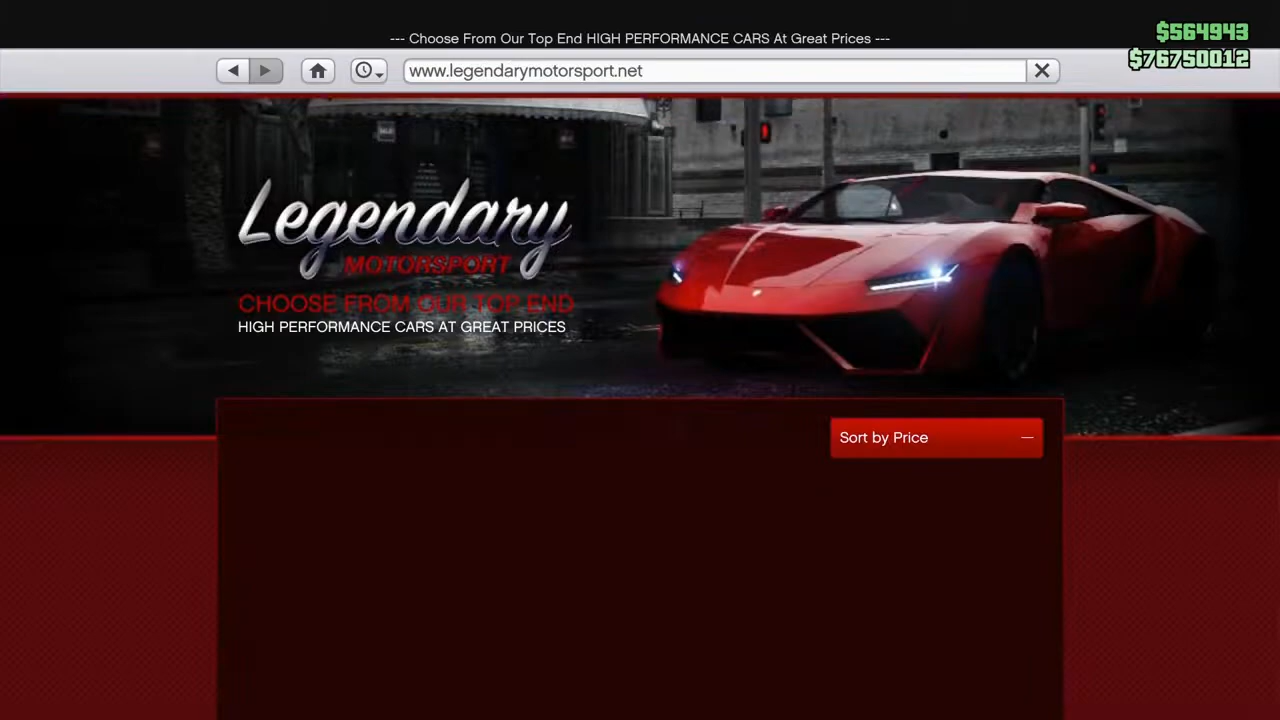 --- Choose From Our Top End HIGH PERFORMANCE CARS At Great Prices ---
$564943
$76750012
www.legendarymotorsport.net
Legendary
MOTORSPORT
CHOOSE FROM OUR TOP END
HIGH PERFORMANCE CARS AT GREAT PRICES
Sort by Price